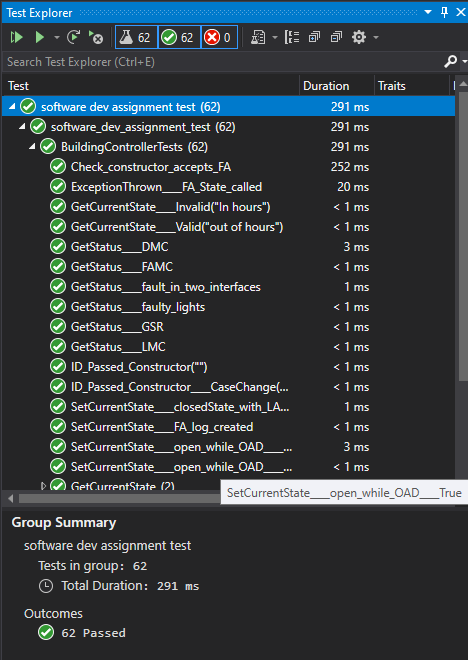 Test Explorer
62 62 0
Search Test Explorer (Ctrl+E)
Test Duration Traits
software dev assignment test (62) 291 ms
software_dev_assignment_test (62) 291 ms
BuildingControllerTests (62) 291 ms
Check_constructor_accepts_FA 252 ms
ExceptionThrown___FA_State_called 20 ms
GetCurrentState___Invalid("In hours") < 1 ms
GetCurrentState___Valid("out of hours") < 1 ms
GetStatus___DMC 3 ms
GetStatus___FAMC < 1 ms
GetStatus___fault_in_two_interfaces 1 ms
GetStatus___faulty_lights < 1 ms
GetStatus___GSR < 1 ms
GetStatus___LMC < 1 ms
ID_Passed_Constructor("") < 1 ms
ID_Passed_Constructor___CaseChange(... < 1 ms
SetCurrentState___closedState_with_LA... 1 ms
SetCurrentState___FA_log_created < 1 ms
SetCurrentState___open_while_OAD___... 3 ms
SetCurrentState___open_while_OAD___... < 1 ms
GetCurrentState (2)
SetCurrentState___open_while_OAD___True
Group Summary
software dev assignment test
Tests in group: 62
Total Duration: 291 ms
Outcomes
62 Passed